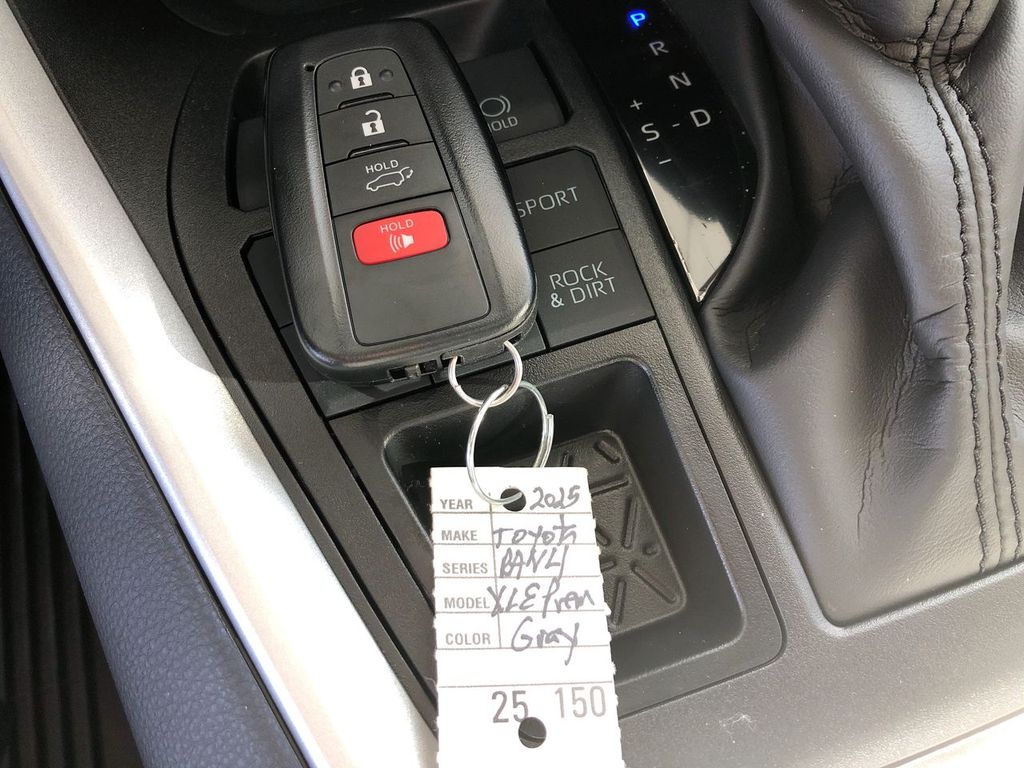 P
R
N
+
S - D
−
HOLD
SPORT
ROCK
& DIRT
HOLD
HOLD
YEAR 2025
MAKE TOYOTA
SERIES RAV4
MODEL XLE Prem
COLOR Gray
25 150